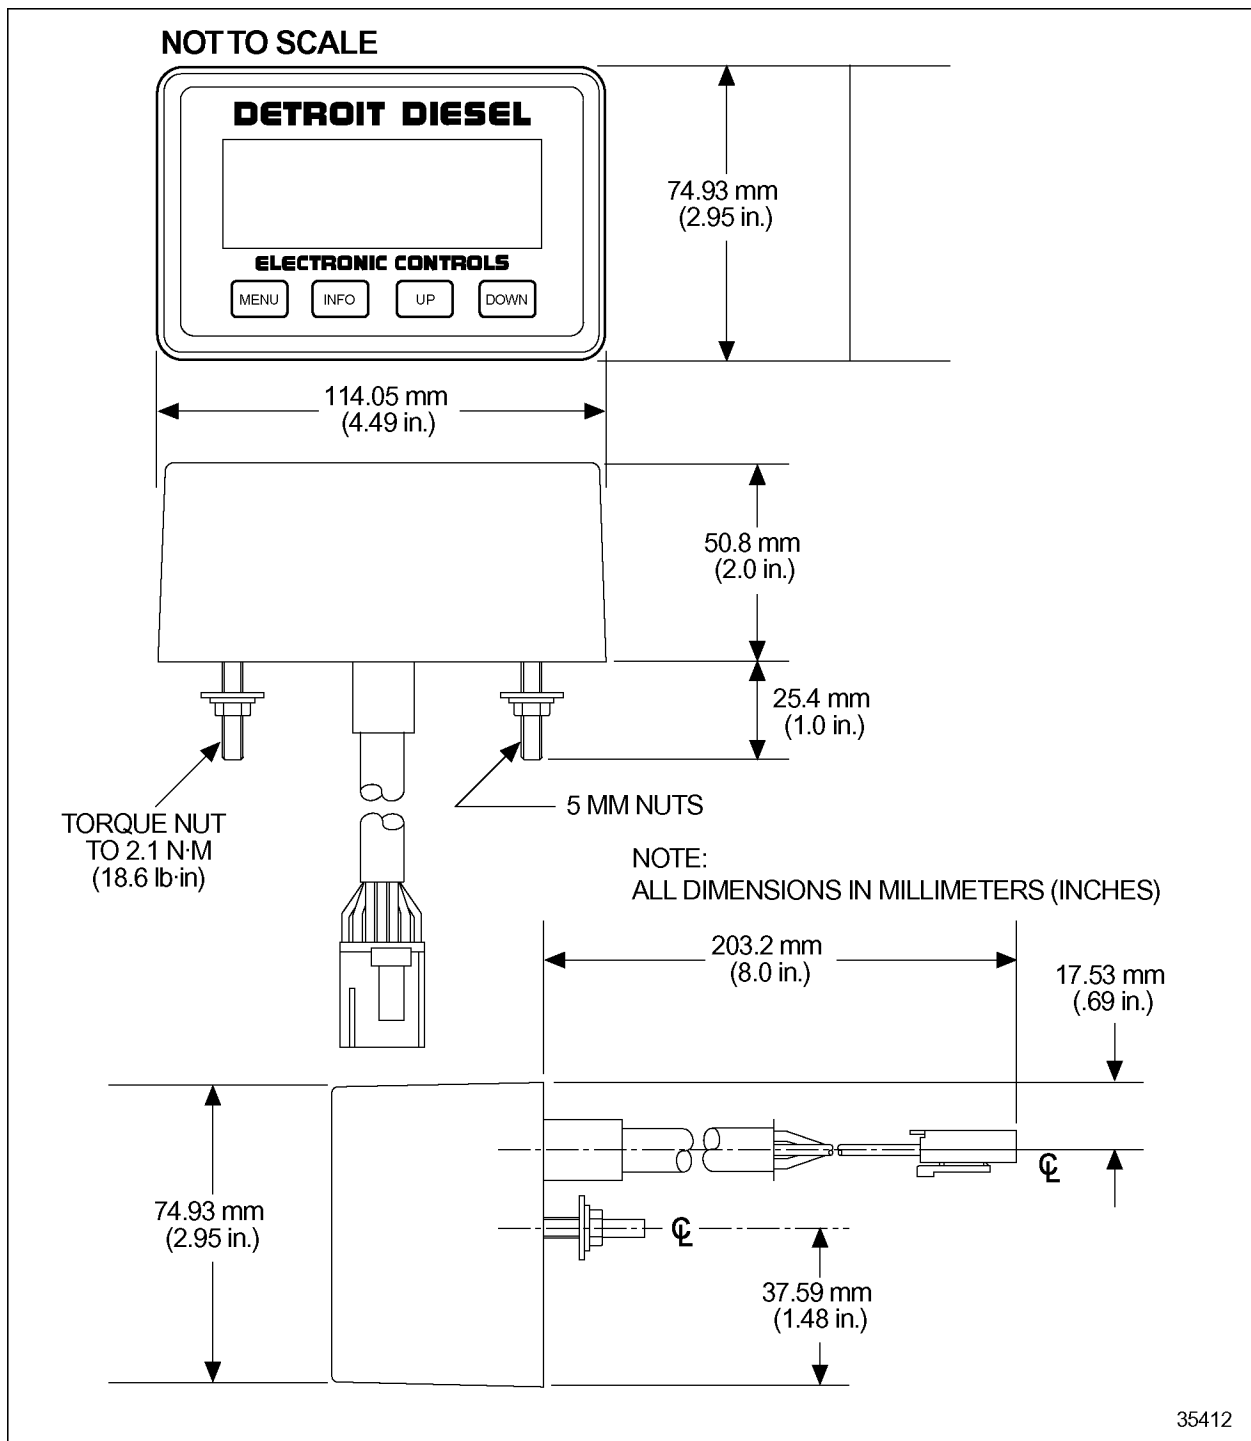 NOT TO SCALE
DETROIT DIESEL
ELECTRONIC CONTROLS
MENU INFO UP DOWN
74.93 mm
(2.95 in.)
114.05 mm
(4.49 in.)
50.8 mm
(2.0 in.)
25.4 mm
(1.0 in.)
TORQUE NUT
TO 2.1 N·M
(18.6 lb·in)
5 MM NUTS
NOTE:
ALL DIMENSIONS IN MILLIMETERS (INCHES)
203.2 mm
(8.0 in.)
17.53 mm
(.69 in.)
℄
74.93 mm
(2.95 in.)
℄
37.59 mm
(1.48 in.)
35412